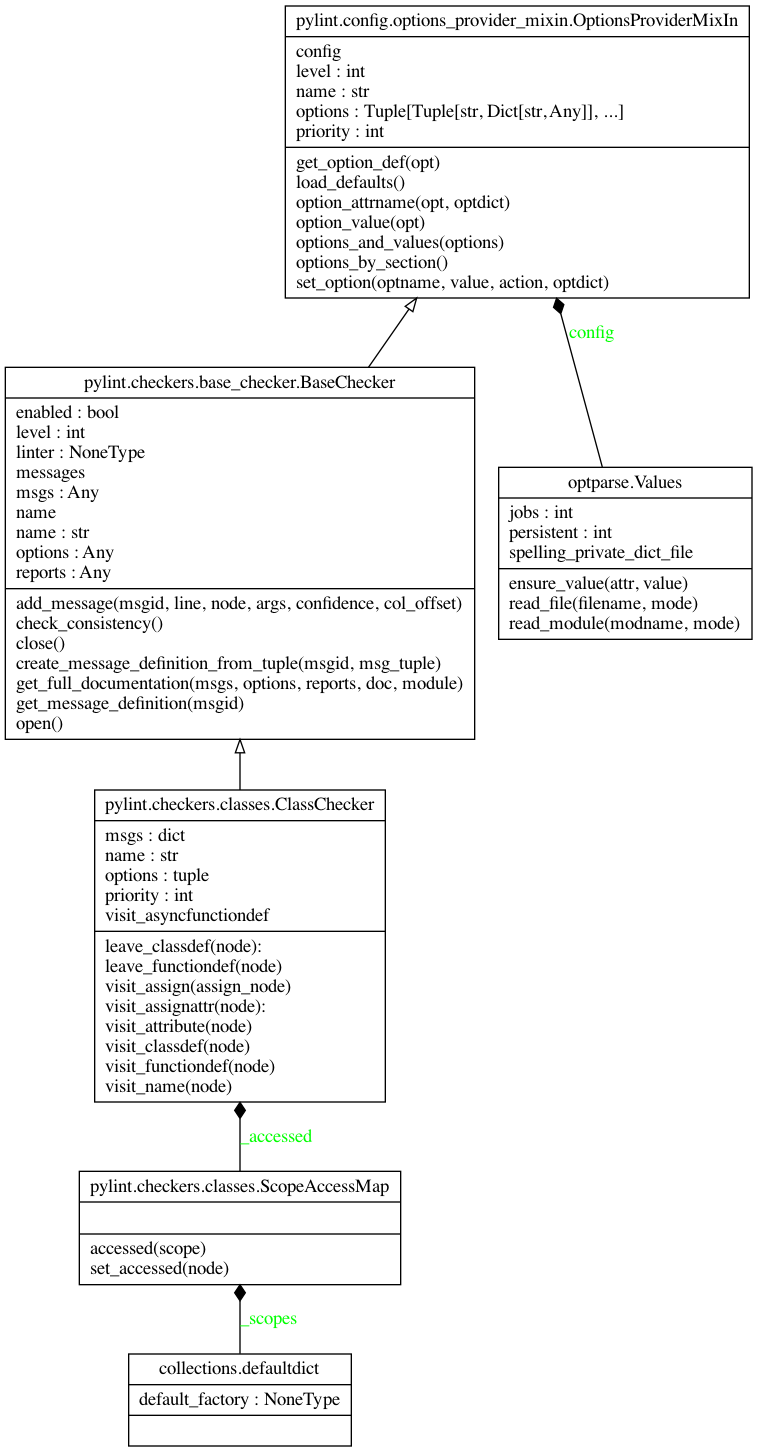 pylint.config.options_provider_mixin.OptionsProviderMixIn
config
level : int
name : str
options : Tuple[Tuple[str, Dict[str,Any]], ...]
priority : int
get_option_def(opt)
load_defaults()
option_attrname(opt, optdict)
option_value(opt)
options_and_values(options)
options_by_section()
set_option(optname, value, action, optdict)
config
pylint.checkers.base_checker.BaseChecker
enabled : bool
level : int
linter : NoneType
messages
msgs : Any
name
name : str
options : Any
reports : Any
add_message(msgid, line, node, args, confidence, col_offset)
check_consistency()
close()
create_message_definition_from_tuple(msgid, msg_tuple)
get_full_documentation(msgs, options, reports, doc, module)
get_message_definition(msgid)
open()
optparse.Values
jobs : int
persistent : int
spelling_private_dict_file
ensure_value(attr, value)
read_file(filename, mode)
read_module(modname, mode)
pylint.checkers.classes.ClassChecker
msgs : dict
name : str
options : tuple
priority : int
visit_asyncfunctiondef
leave_classdef(node):
leave_functiondef(node)
visit_assign(assign_node)
visit_assignattr(node):
visit_attribute(node)
visit_classdef(node)
visit_functiondef(node)
visit_name(node)
_accessed
pylint.checkers.classes.ScopeAccessMap
accessed(scope)
set_accessed(node)
_scopes
collections.defaultdict
default_factory : NoneType